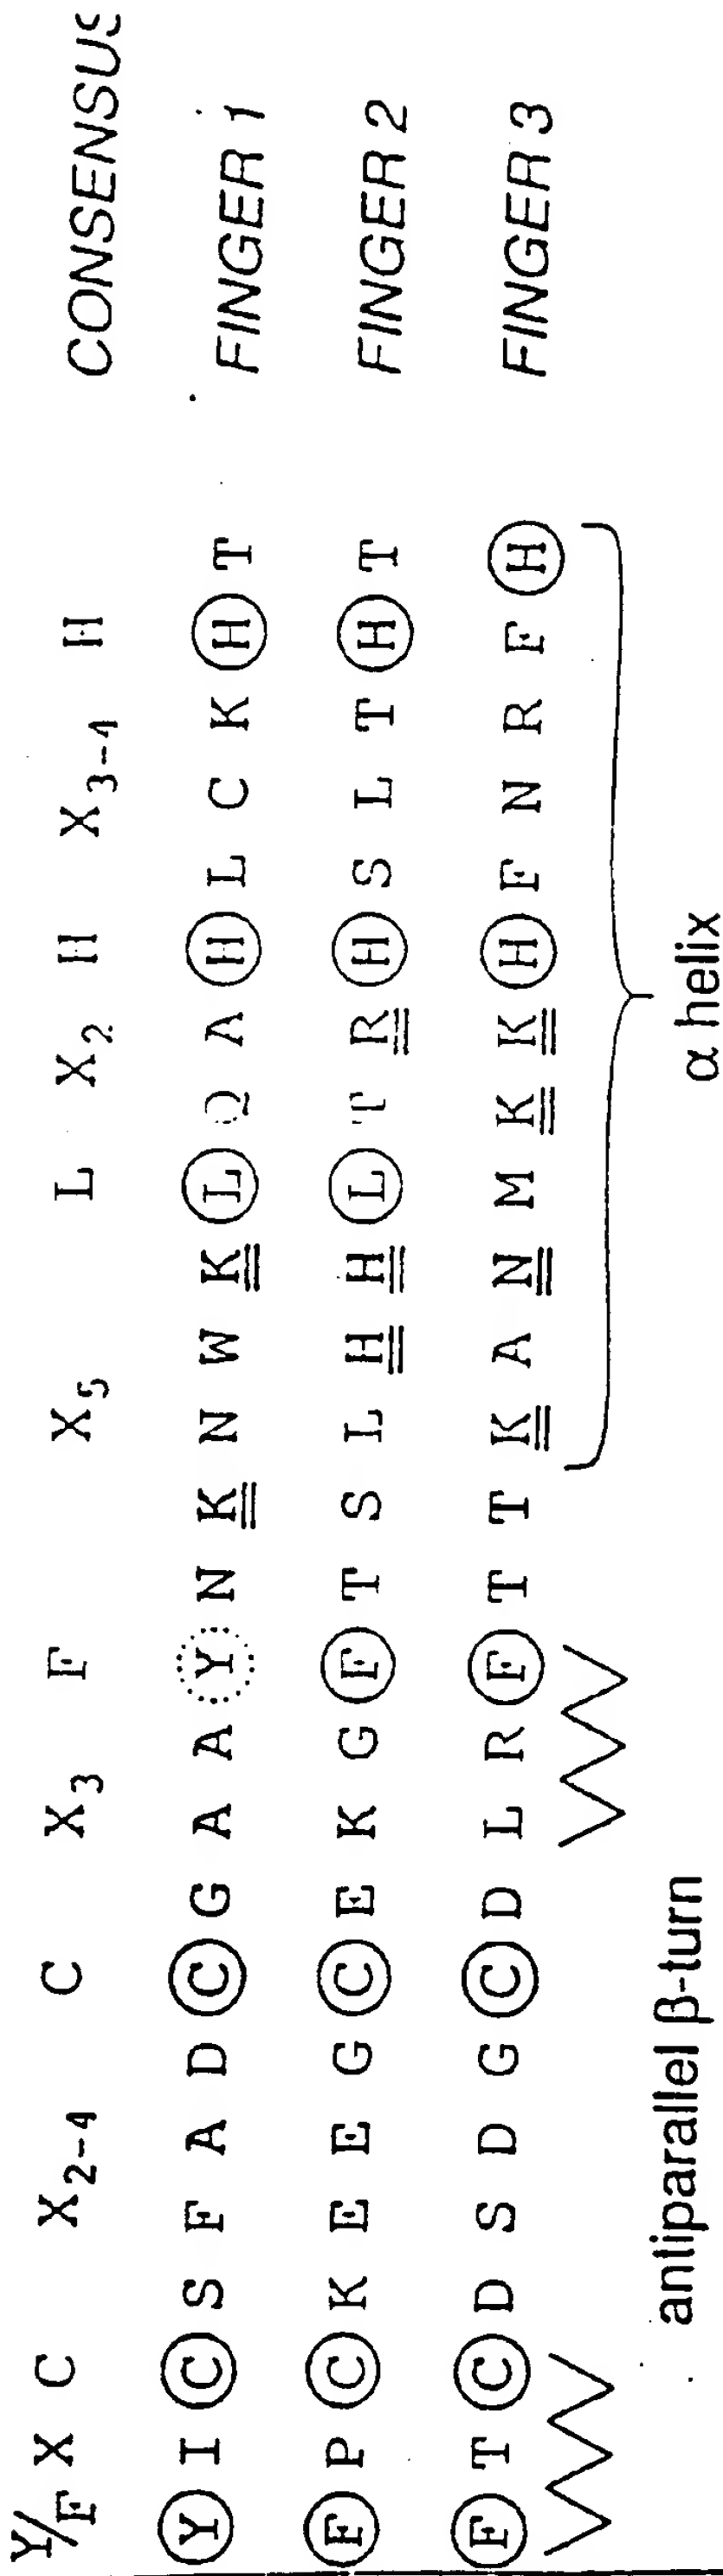 Y/F X C X2-4 C X3 F X5 L X2 H X3-4 H CONSENSUS
Y I C S F A D C G A A Y N K N W K L Q A H L C K H T FINGER 1
F P C K E E G C E K G F T S L H H L T R H S L T H T FINGER 2
F T C D S D G C D L R F T T K A N M K K H F N R F H FINGER 3
antiparallel β-turn α helix